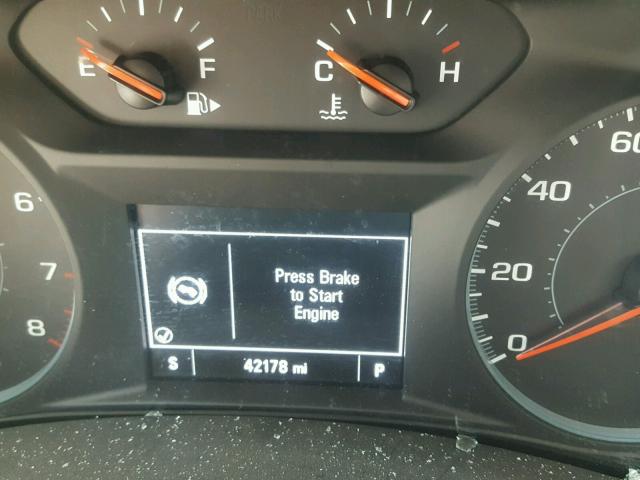 E F
C H
6
7
8
Press Brake
to Start
Engine
S 42178 mi P
0
20
40
60